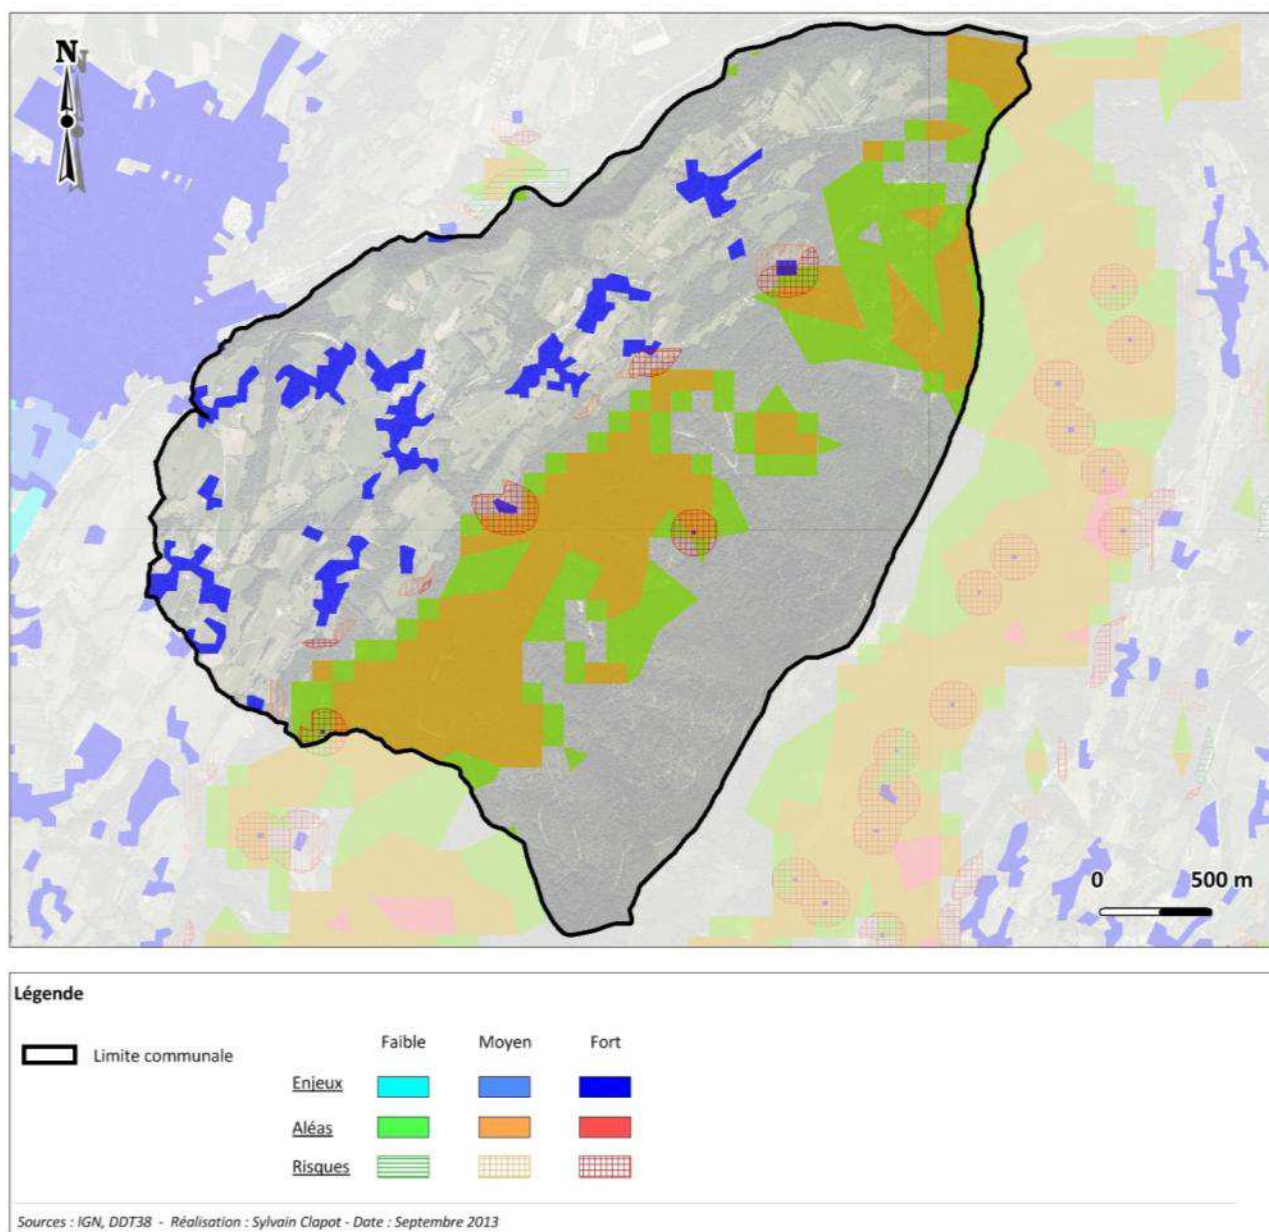 N
0 500 m
Légende
Limite communale
Faible Moyen Fort
Enjeux
Aléas
Risques
Sources : IGN, DDT38 - Réalisation : Sylvain Clapot - Date : Septembre 2013